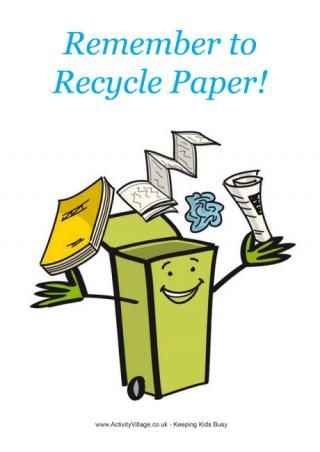 Remember to
Recycle Paper!
www.ActivityVillage.co.uk - Keeping Kids Busy